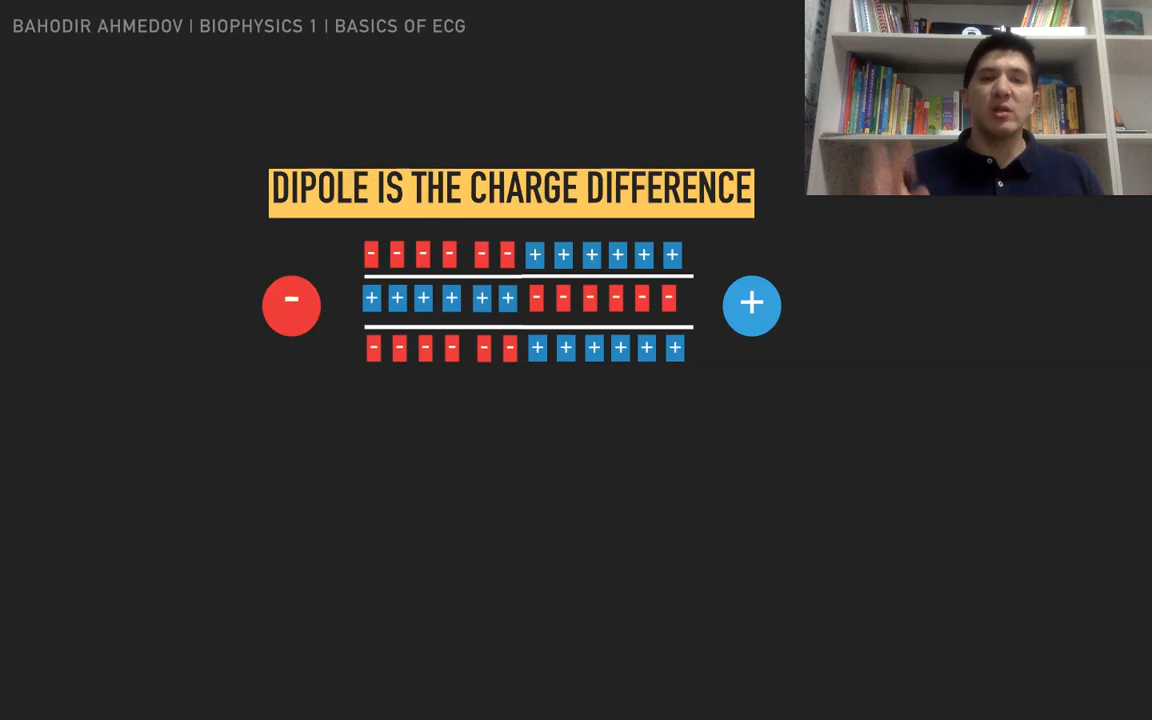 BAHODIR AHMEDOV | BIOPHYSICS 1 | BASICS OF ECG
DIPOLE IS THE CHARGE DIFFERENCE
- - - - - - + + + + + +
+ + + + + + - - - - - -
- +
- - - - - - + + + + + +